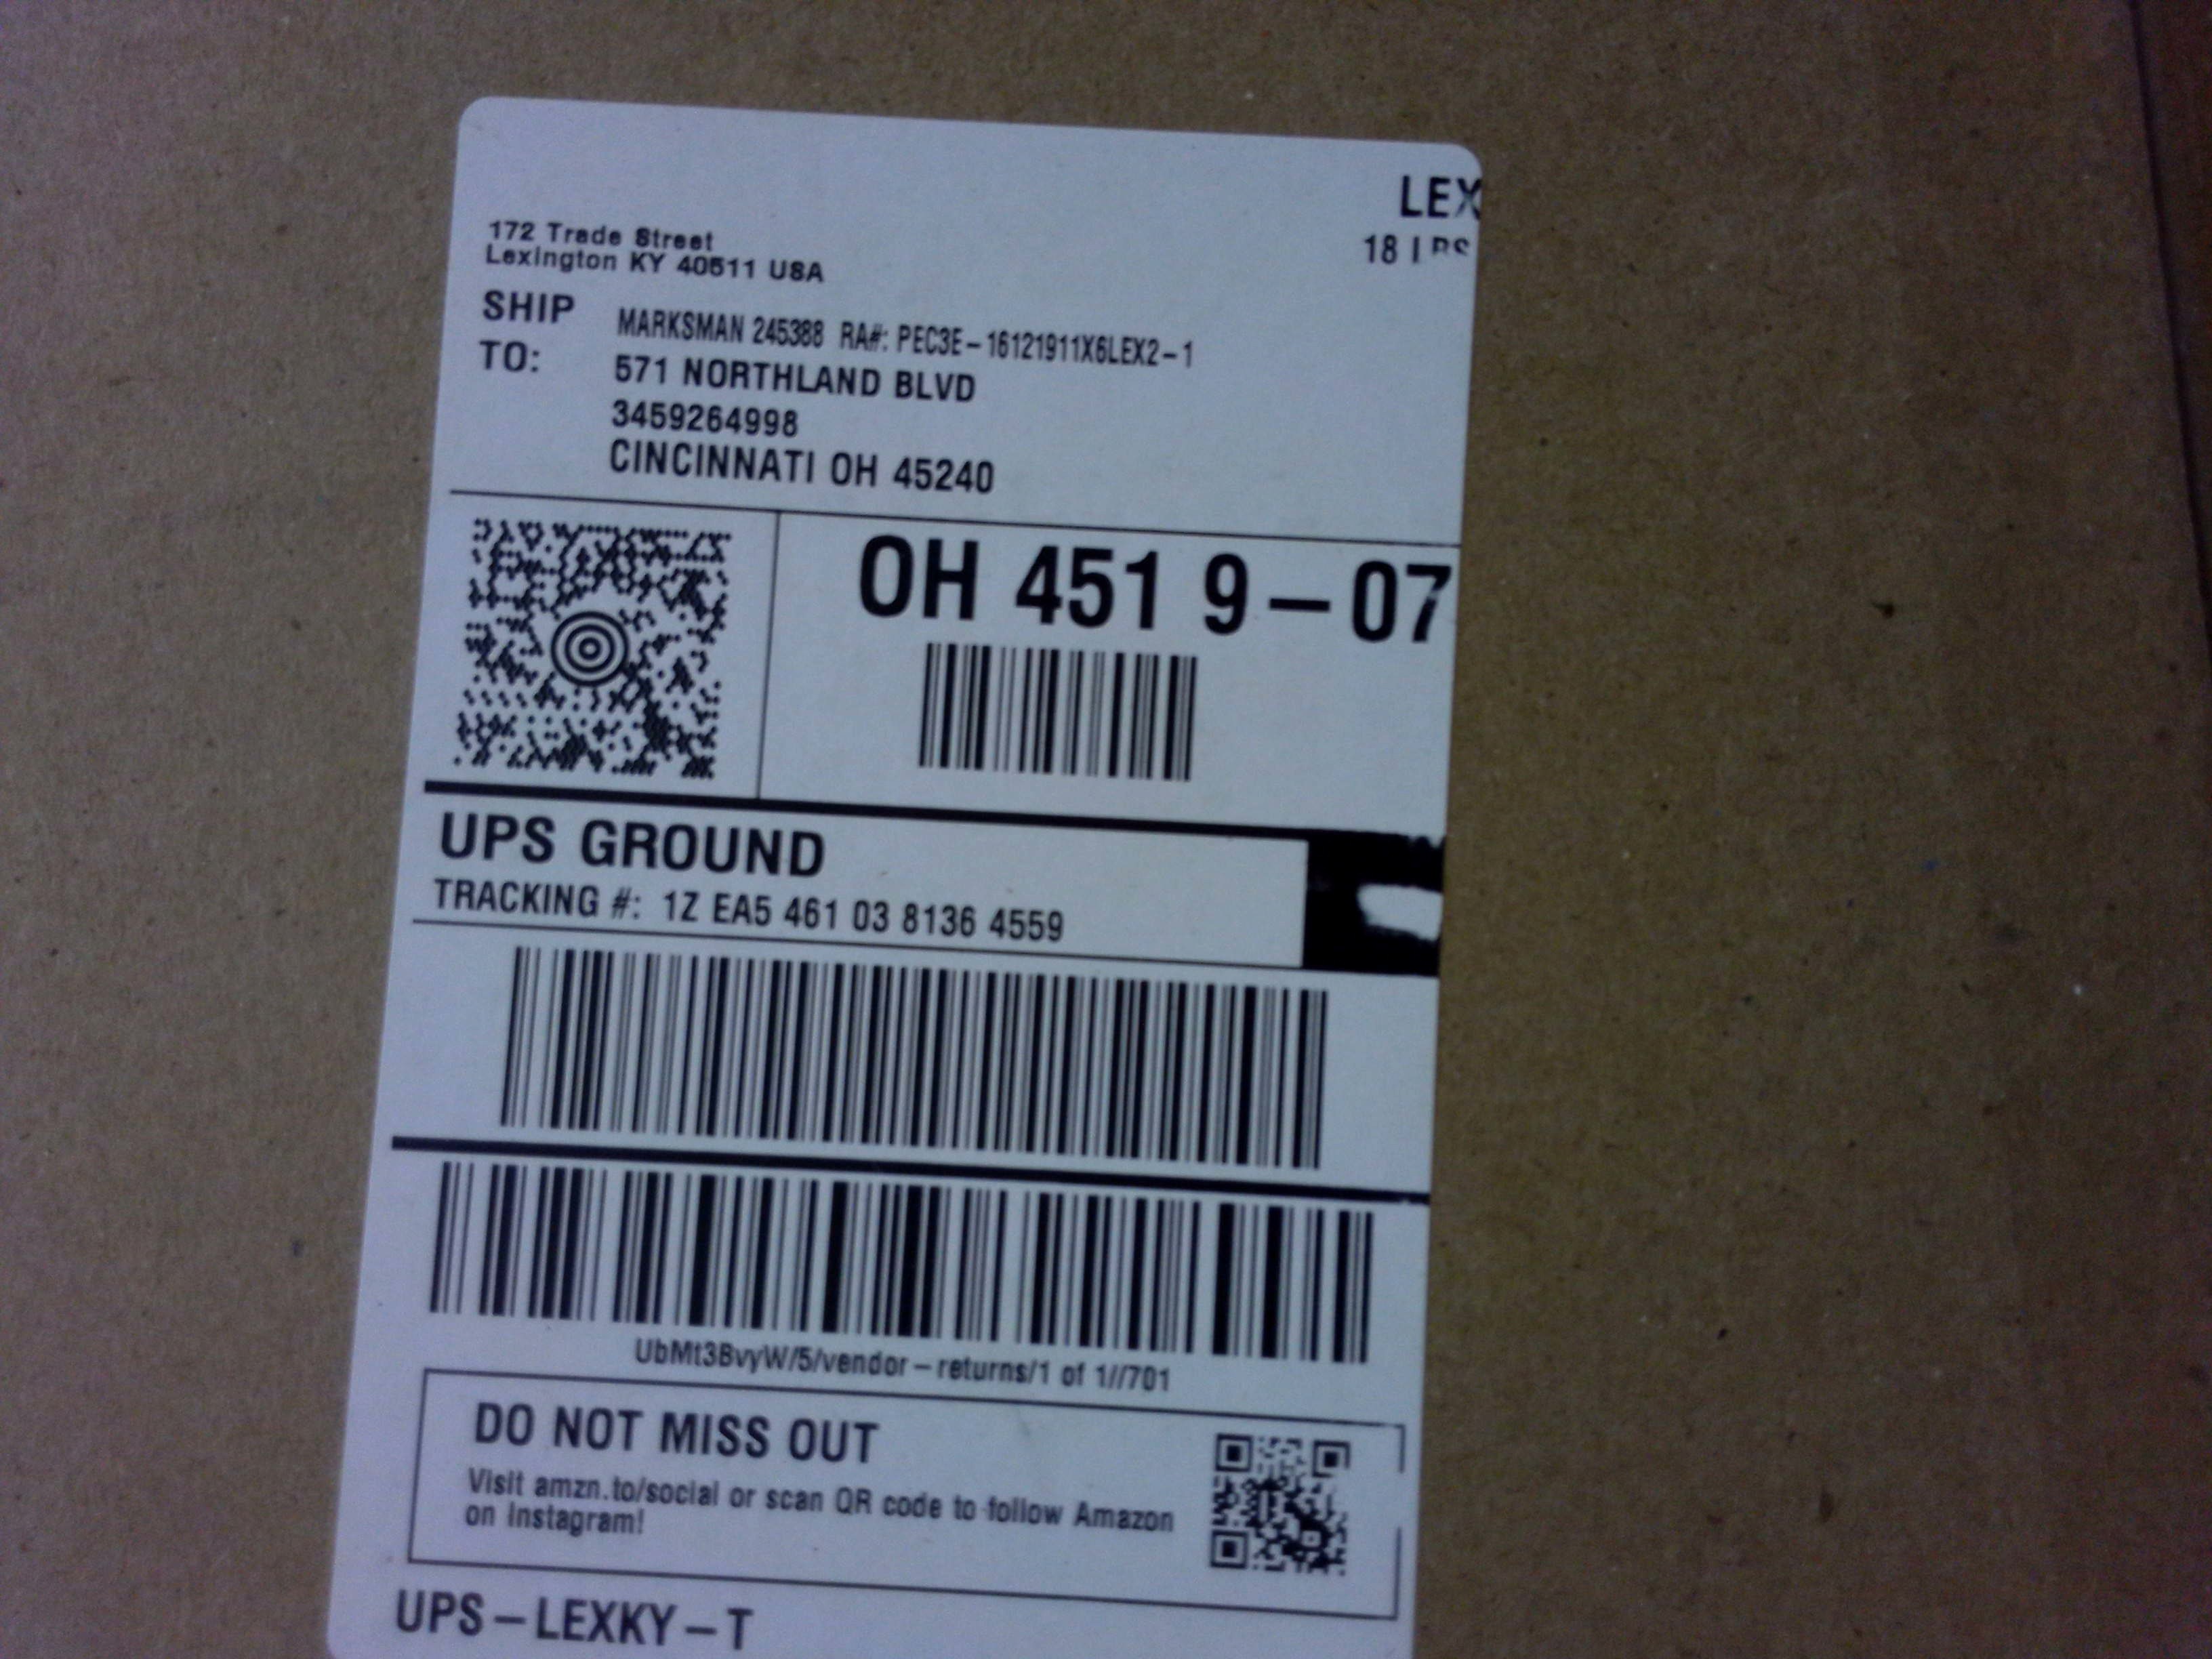 LEX
172 Trade Street
18 LBS
Lexington KY 40511 USA
SHIP TO:
MARKSMAN 245388 RA#: PEC3E-16121911X6LEX2-1
571 NORTHLAND BLVD
3459264998
CINCINNATI OH 45240
OH 451 9-07
UPS GROUND
TRACKING #: 1Z EA5 461 03 8136 4559
UbMt3BvyW/5/vendor-returns/1 of 1//701
DO NOT MISS OUT
Visit amzn.to/social or scan QR code to follow Amazon
on Instagram!
UPS-LEXKY-T